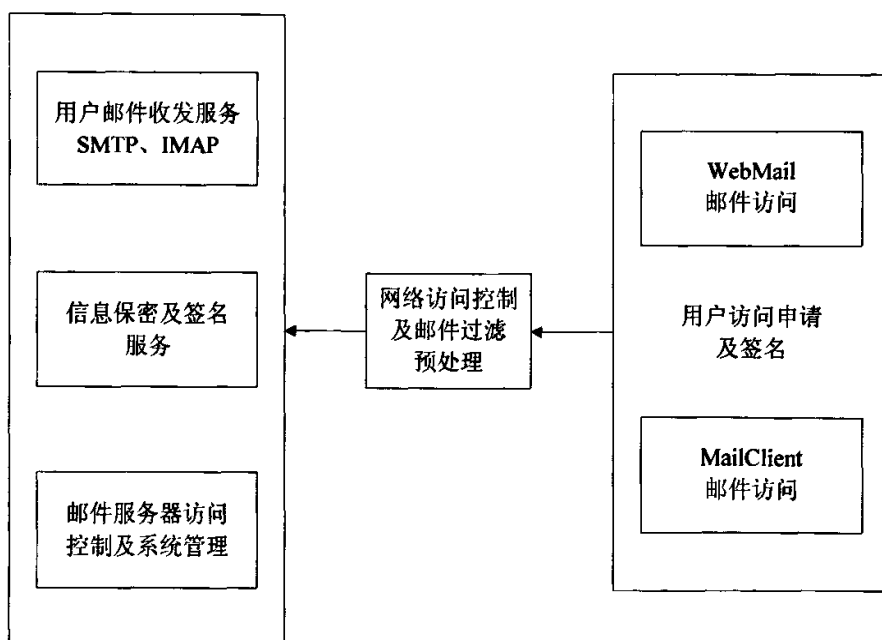 用户邮件收发服务
SMTP、IMAP
信息保密及签名
服务
邮件服务器访问
控制及系统管理
网络访问控制
及邮件过滤
预处理
WebMail
邮件访问
用户访问申请
及签名
MailClient
邮件访问